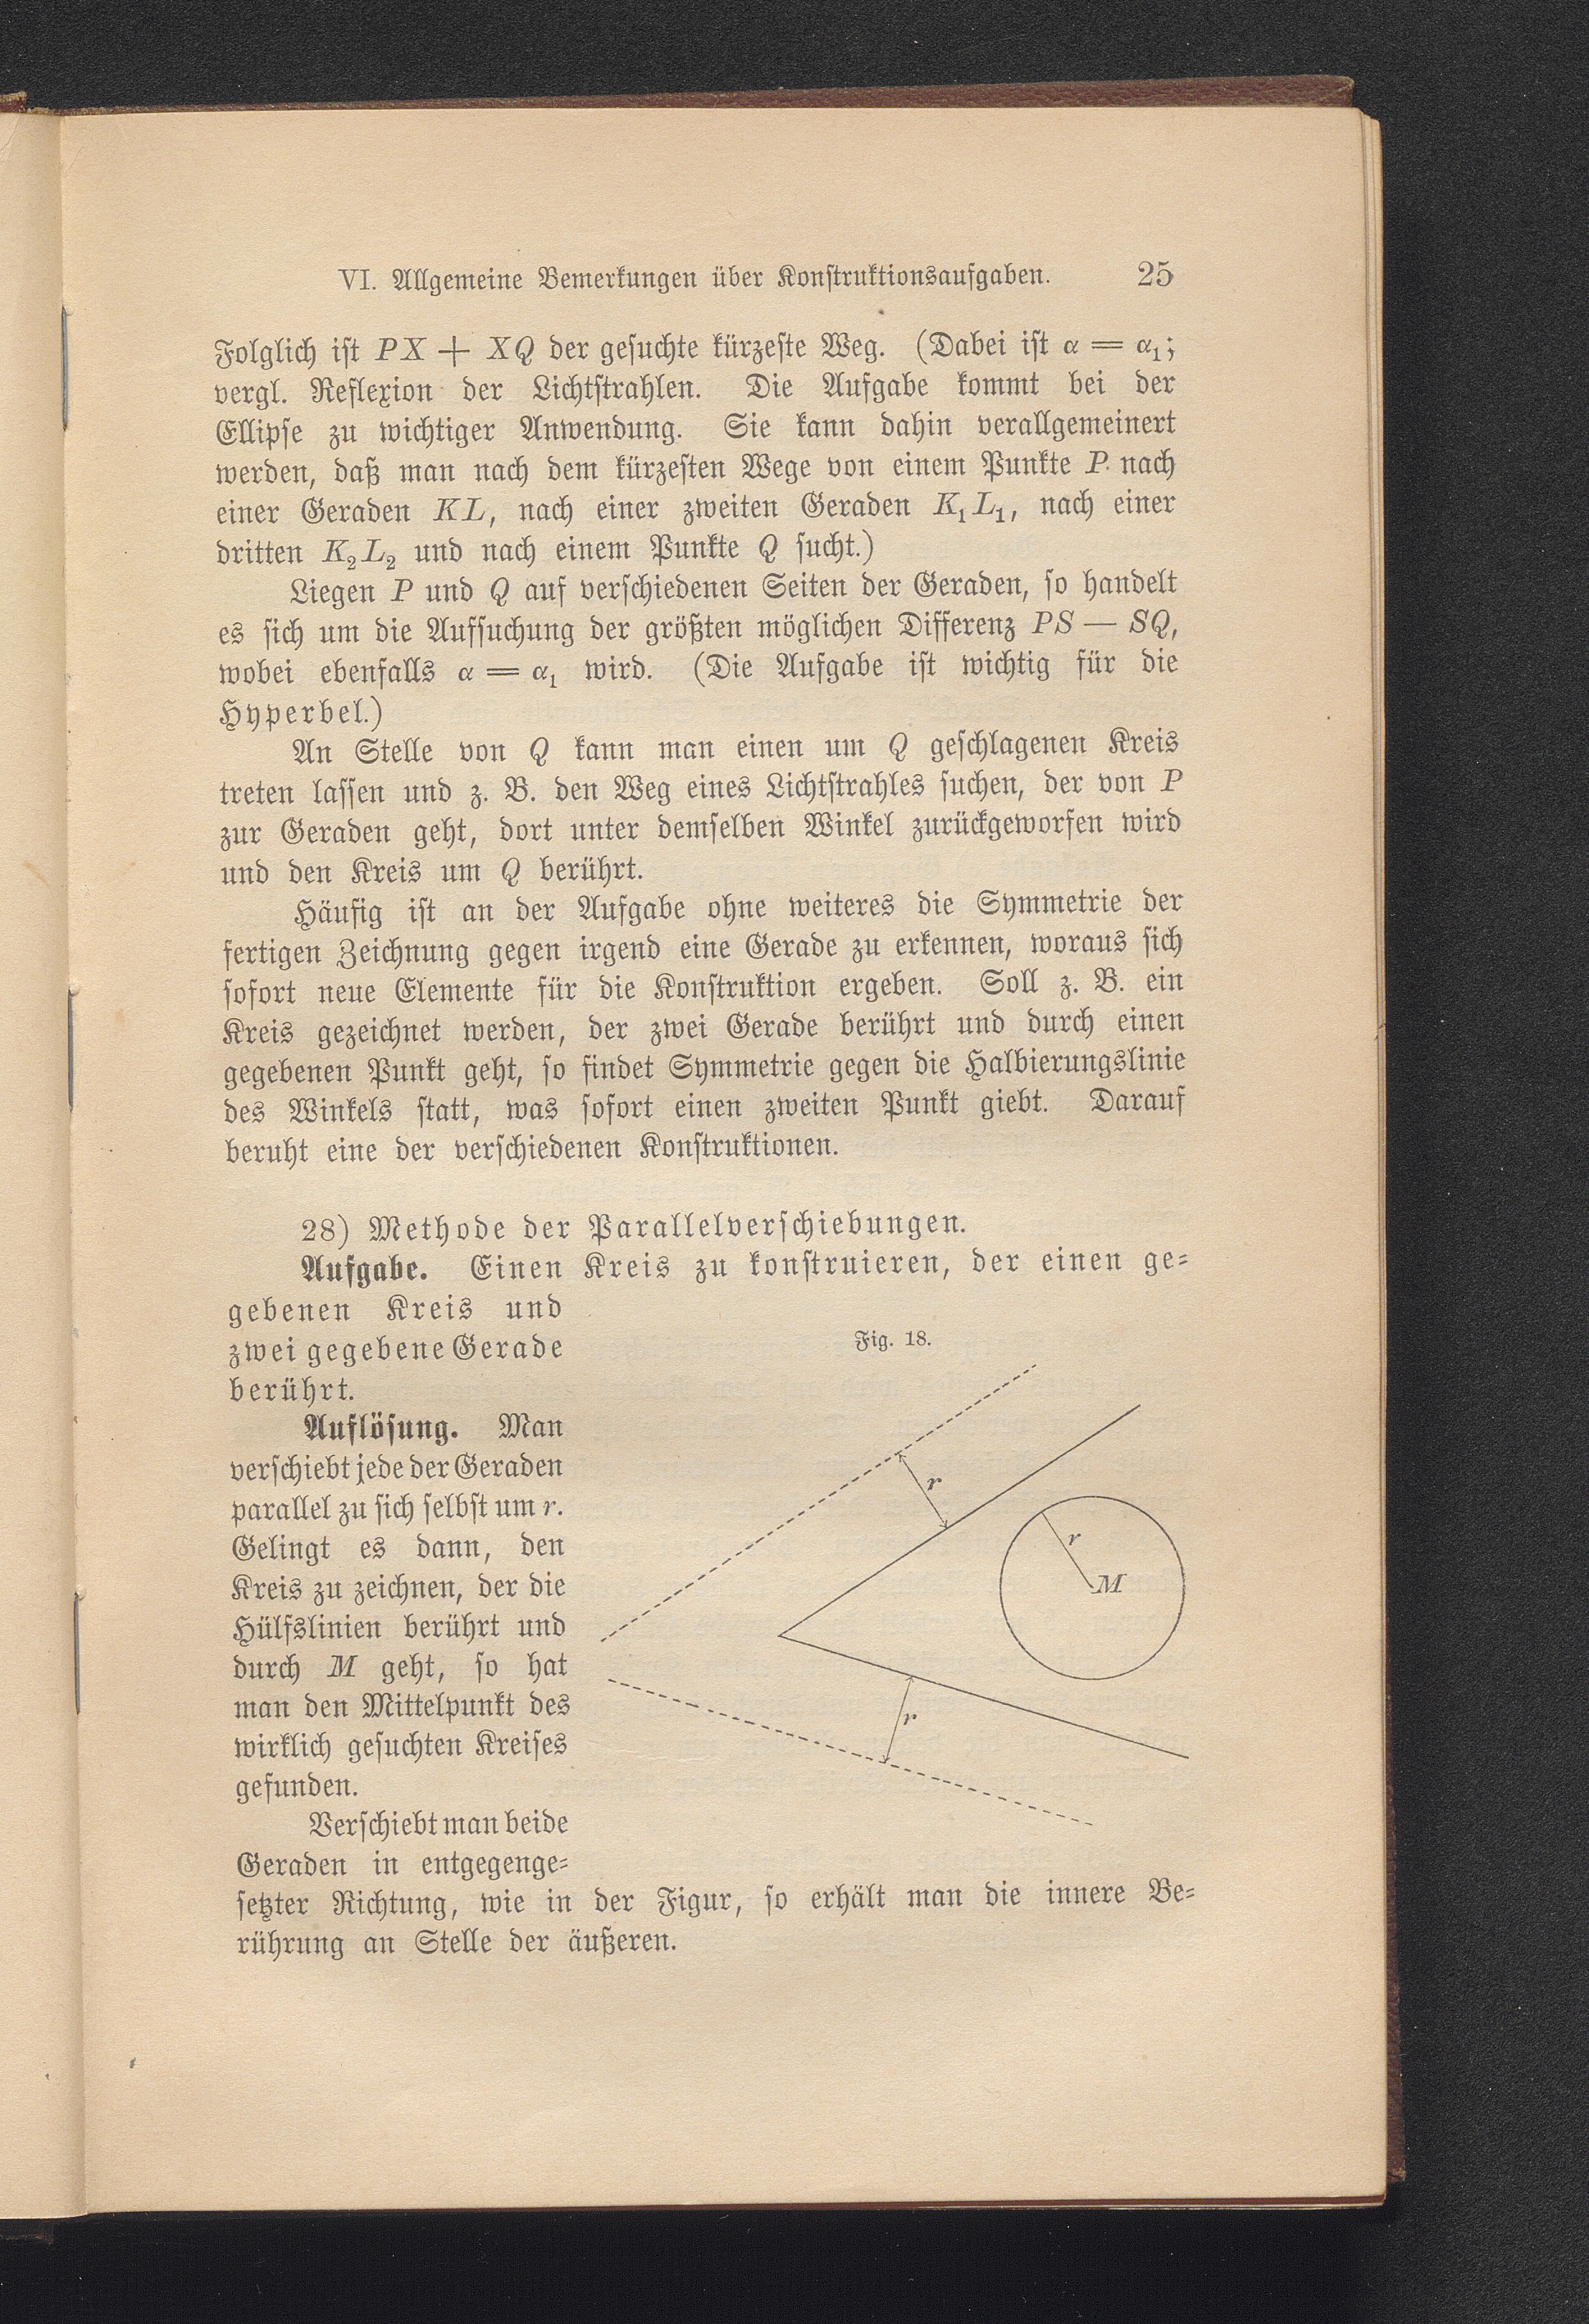 VI. Allgemeine Bemerkungen über Konstruktionsaufgaben. 25
Folglich ist PX + XQ der gesuchte kürzeste Weg. (Dabei ist α = α₁;
vergl. Reflexion der Lichtstrahlen. Die Aufgabe kommt bei der
Ellipse zu wichtiger Anwendung. Sie kann dahin verallgemeinert
werden, daß man nach dem kürzesten Wege von einem Punkte P nach
einer Geraden KL, nach einer zweiten Geraden K₁L₁, nach einer
dritten K₂L₂ und nach einem Punkte Q sucht.)
Liegen P und Q auf verschiedenen Seiten der Geraden, so handelt
es sich um die Aufsuchung der größten möglichen Differenz PS — SQ,
wobei ebenfalls α = α₁ wird. (Die Aufgabe ist wichtig für die
Hyperbel.)
An Stelle von Q kann man einen um Q geschlagenen Kreis
treten lassen und z. B. den Weg eines Lichtstrahles suchen, der von P
zur Geraden geht, dort unter demselben Winkel zurückgeworfen wird
und den Kreis um Q berührt.
Häufig ist an der Aufgabe ohne weiteres die Symmetrie der
fertigen Zeichnung gegen irgend eine Gerade zu erkennen, woraus sich
sofort neue Elemente für die Konstruktion ergeben. Soll z. B. ein
Kreis gezeichnet werden, der zwei Gerade berührt und durch einen
gegebenen Punkt geht, so findet Symmetrie gegen die Halbierungslinie
des Winkels statt, was sofort einen zweiten Punkt giebt. Darauf
beruht eine der verschiedenen Konstruktionen.
28) Methode der Parallelverschiebungen.
Aufgabe. Einen Kreis zu konstruieren, der einen ge-
gebenen Kreis und
zwei gegebene Gerade
berührt.
Auflösung. Man
verschiebt jede der Geraden
parallel zu sich selbst um r.
Gelingt es dann, den
Kreis zu zeichnen, der die
Hülfslinien berührt und
durch M geht, so hat
man den Mittelpunkt des
wirklich gesuchten Kreises
gefunden.
Verschiebt man beide
Geraden in entgegenge-
setzter Richtung, wie in der Figur, so erhält man die innere Be-
rührung an Stelle der äußeren.
Fig. 18.
r
r
M
r